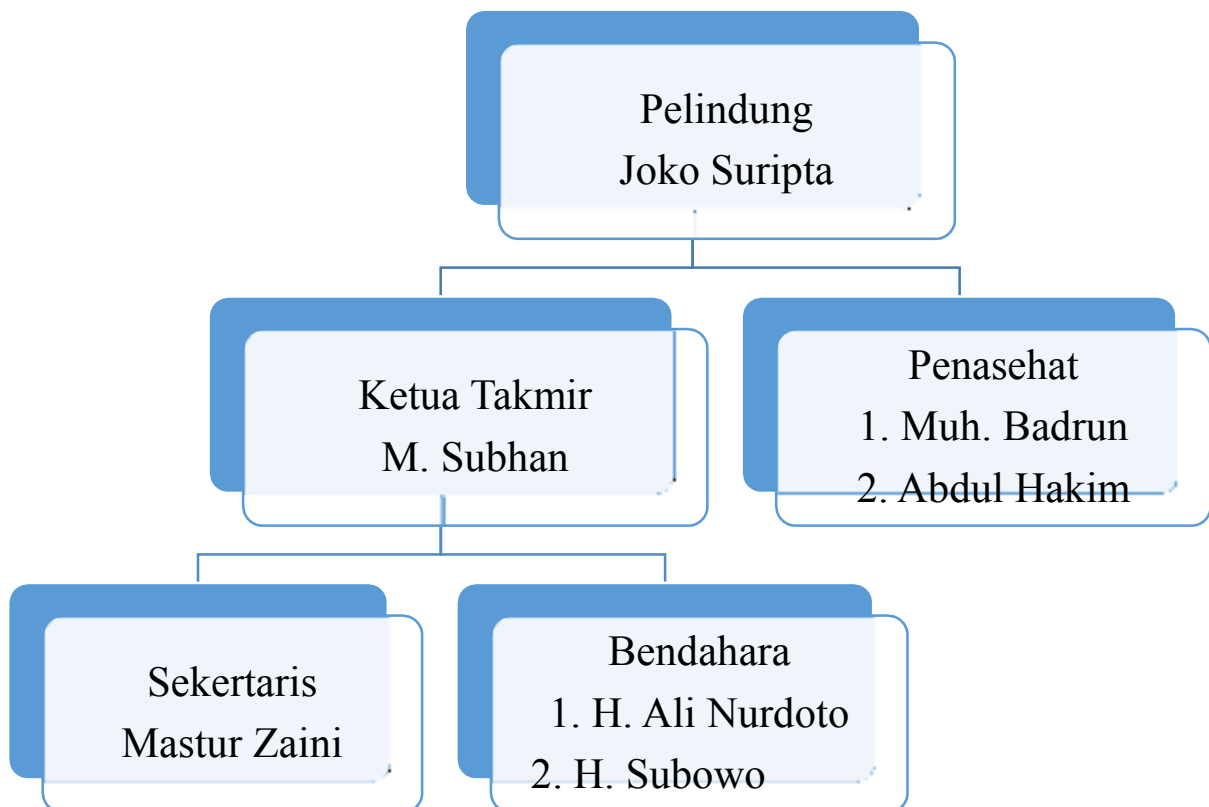 Pelindung
Joko Suripta
Ketua Takmir
M. Subhan
Penasehat
1. Muh. Badrun
2. Abdul Hakim
Sekertaris
Mastur Zaini
Bendahara
1. H. Ali Nurdoto
2. H. Subowo